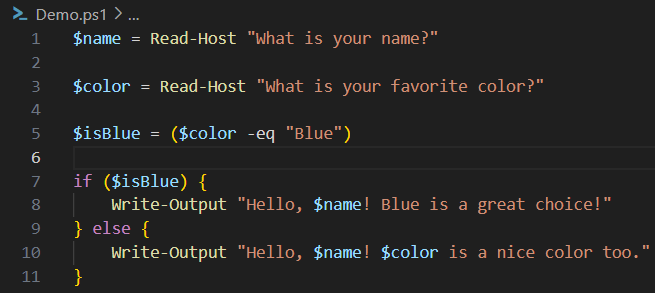 Demo.ps1 > ...
1 $name = Read-Host "What is your name?"
2
3 $color = Read-Host "What is your favorite color?"
4
5 $isBlue = ($color -eq "Blue")
6
7 if ($isBlue) {
8     Write-Output "Hello, $name! Blue is a great choice!"
9 } else {
10     Write-Output "Hello, $name! $color is a nice color too."
11 }